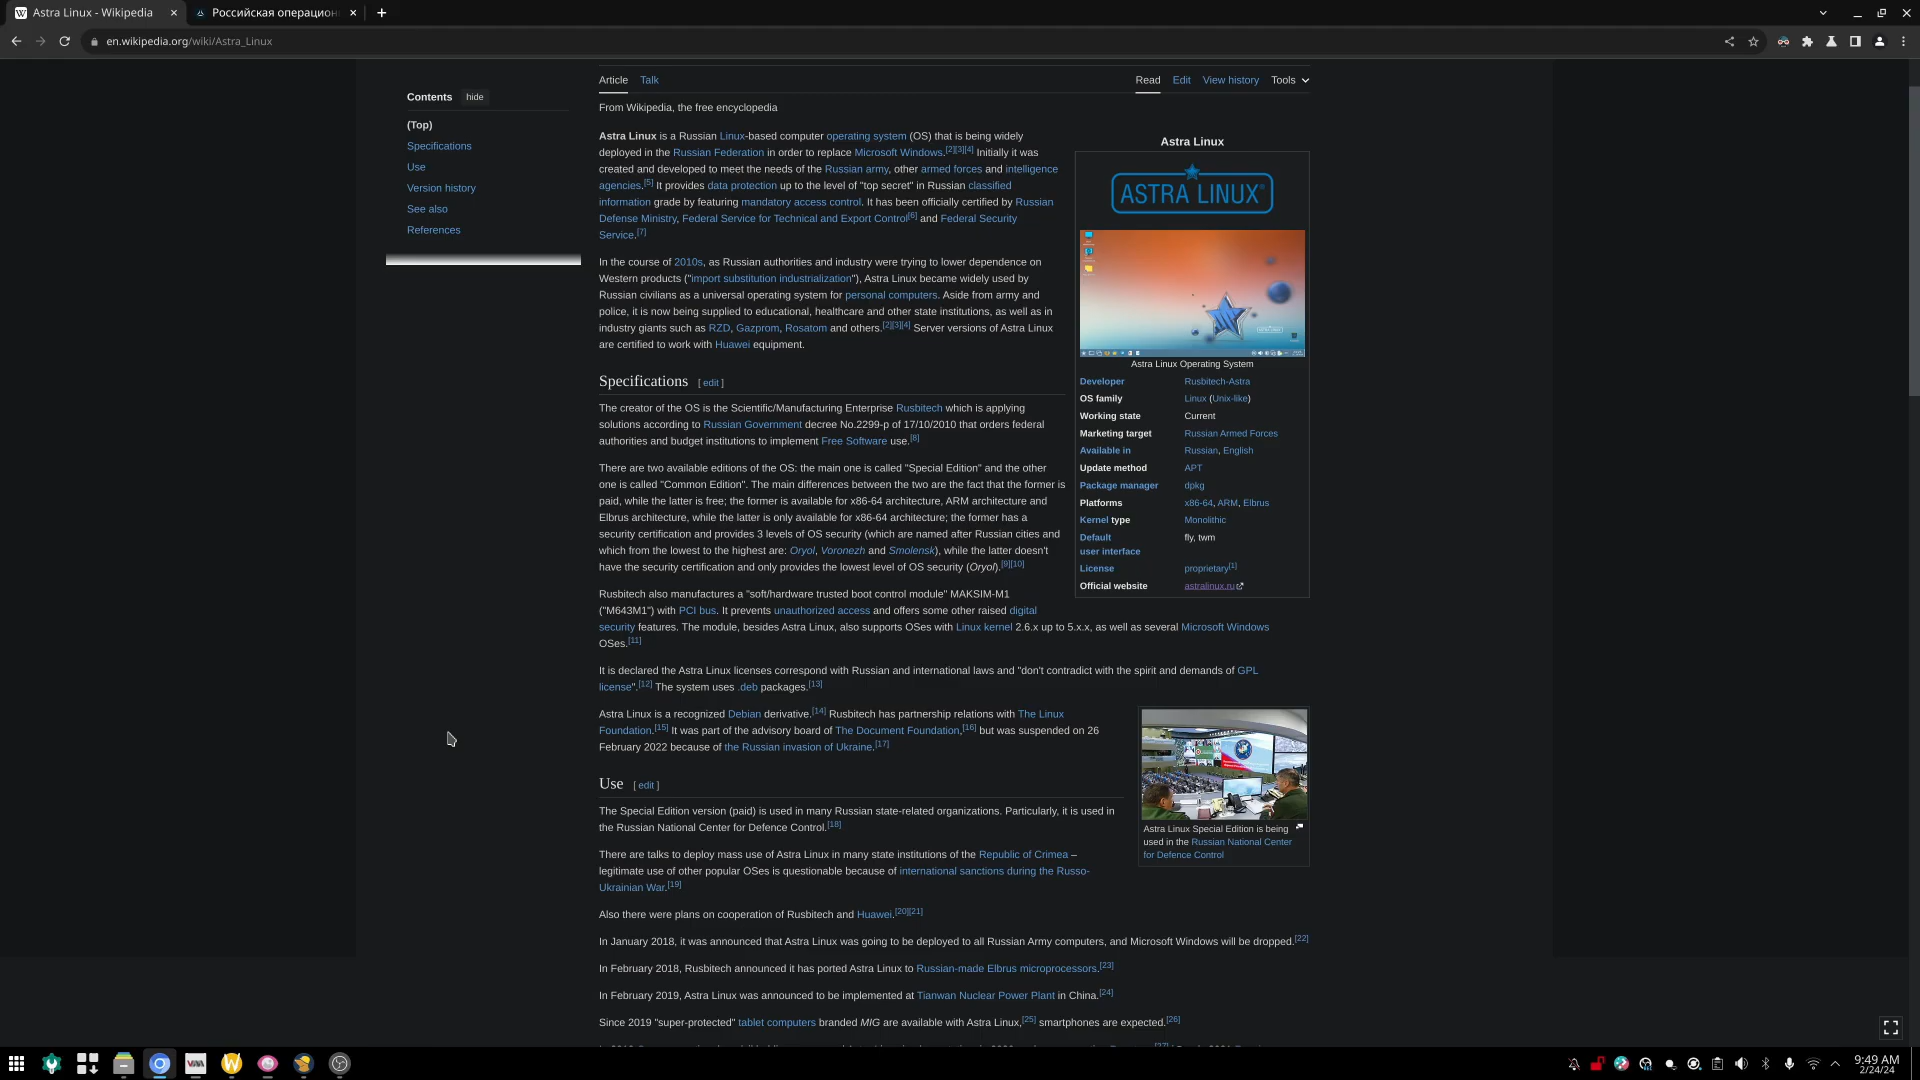 Astra Linux - Wikipedia
Российская операцион
en.wikipedia.org/wiki/Astra_Linux
Article Talk
Read Edit View history Tools
Contents hide
(Top)
Specifications
Use
Version history
See also
References
From Wikipedia, the free encyclopedia
Astra Linux is a Russian Linux-based computer operating system (OS) that is being widely
deployed in the Russian Federation in order to replace Microsoft Windows.[2][3][4] Initially it was
created and developed to meet the needs of the Russian army, other armed forces and intelligence
agencies.[5] It provides data protection up to the level of "top secret" in Russian classified
information grade by featuring mandatory access control. It has been officially certified by Russian
Defense Ministry, Federal Service for Technical and Export Control[6] and Federal Security
Service.[7]
In the course of 2010s, as Russian authorities and industry were trying to lower dependence on
Western products ("import substitution industrialization"), Astra Linux became widely used by
Russian civilians as a universal operating system for personal computers. Aside from army and
police, it is now being supplied to educational, healthcare and other state institutions, as well as in
industry giants such as RZD, Gazprom, Rosatom and others.[2][3][4] Server versions of Astra Linux
are certified to work with Huawei equipment.
Astra Linux
ASTRA LINUX®
Astra Linux Operating System
Developer Rusbitech-Astra
OS family Linux (Unix-like)
Working state Current
Marketing target Russian Armed Forces
Available in Russian, English
Update method APT
Package manager dpkg
Platforms x86-64, ARM, Elbrus
Kernel type Monolithic
Default fly, twm
user interface
License proprietary[1]
Official website astralinux.ru
Specifications [ edit ]
The creator of the OS is the Scientific/Manufacturing Enterprise Rusbitech which is applying
solutions according to Russian Government decree No.2299-p of 17/10/2010 that orders federal
authorities and budget institutions to implement Free Software use.[8]
There are two available editions of the OS: the main one is called "Special Edition" and the other
one is called "Common Edition". The main differences between the two are the fact that the former is
paid, while the latter is free; the former is available for x86-64 architecture, ARM architecture and
Elbrus architecture, while the latter is only available for x86-64 architecture; the former has a
security certification and provides 3 levels of OS security (which are named after Russian cities and
which from the lowest to the highest are: Oryol, Voronezh and Smolensk), while the latter doesn't
have the security certification and only provides the lowest level of OS security (Oryol).[9][10]
Rusbitech also manufactures a "soft/hardware trusted boot control module" MAKSIM-M1
("M643M1") with PCI bus. It prevents unauthorized access and offers some other raised digital
security features. The module, besides Astra Linux, also supports OSes with Linux kernel 2.6.x up to 5.x.x, as well as several Microsoft Windows
OSes.[11]
It is declared the Astra Linux licenses correspond with Russian and international laws and "don't contradict with the spirit and demands of GPL
license".[12] The system uses .deb packages.[13]
Astra Linux is a recognized Debian derivative.[14] Rusbitech has partnership relations with The Linux
Foundation.[15] It was part of the advisory board of The Document Foundation,[16] but was suspended on 26
February 2022 because of the Russian invasion of Ukraine.[17]
Use [ edit ]
The Special Edition version (paid) is used in many Russian state-related organizations. Particularly, it is used in
the Russian National Center for Defence Control.[18]
There are talks to deploy mass use of Astra Linux in many state institutions of the Republic of Crimea –
legitimate use of other popular OSes is questionable because of international sanctions during the Russo-
Ukrainian War.[19]
Astra Linux Special Edition is being
used in the Russian National Center
for Defence Control
Also there were plans on cooperation of Rusbitech and Huawei.[20][21]
In January 2018, it was announced that Astra Linux was going to be deployed to all Russian Army computers, and Microsoft Windows will be dropped.[22]
In February 2018, Rusbitech announced it has ported Astra Linux to Russian-made Elbrus microprocessors.[23]
In February 2019, Astra Linux was announced to be implemented at Tianwan Nuclear Power Plant in China.[24]
Since 2019 "super-protected" tablet computers branded MIG are available with Astra Linux,[25] smartphones are expected.[26]
9:49 AM
2/24/24